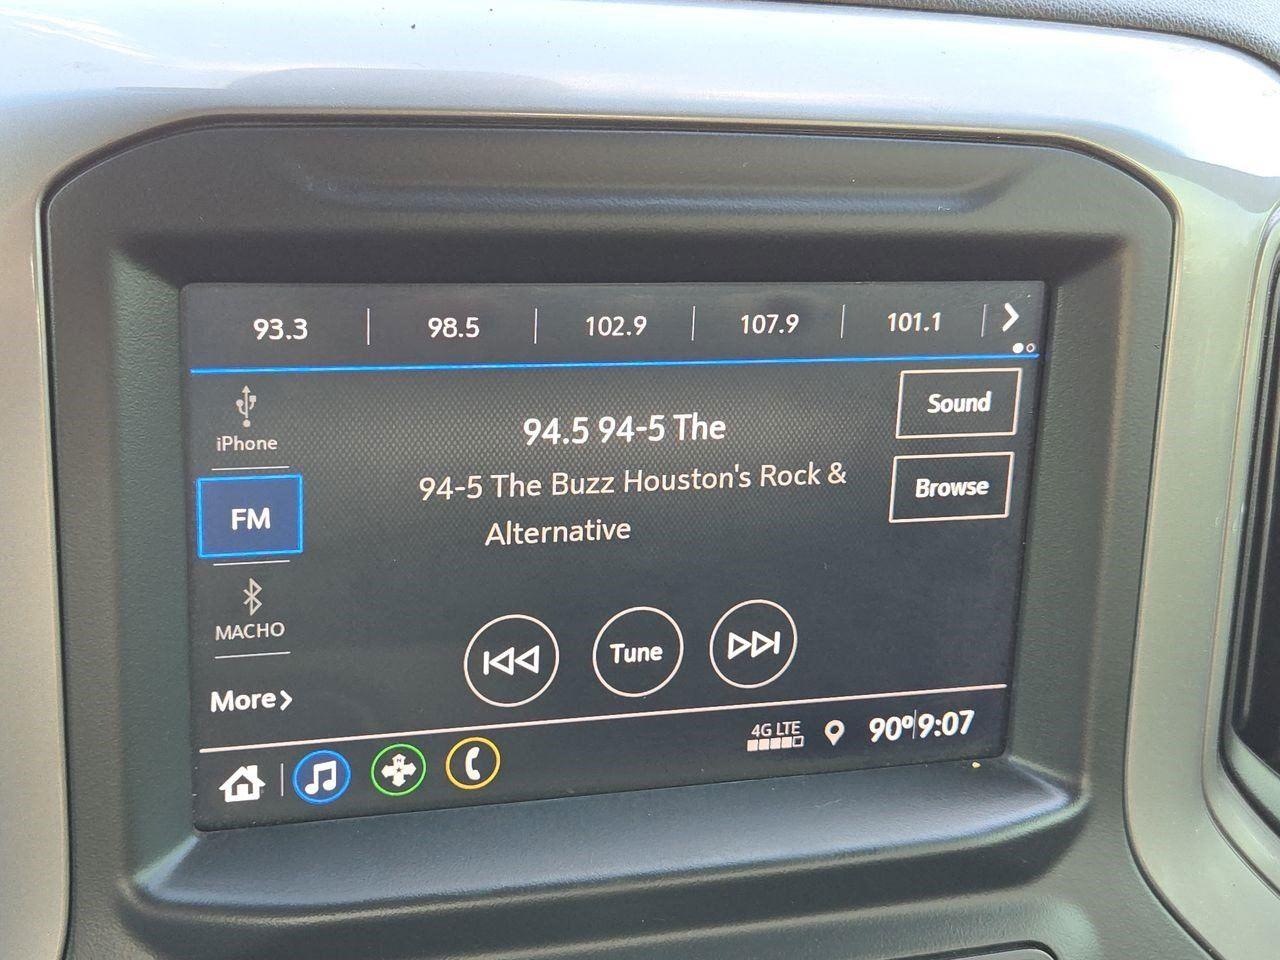 93.3 98.5 102.9 107.9 101.1
iPhone
94.5 94-5 The
Sound
94-5 The Buzz Houston's Rock &
Alternative
Browse
FM
MACHO
Tune
More
4G LTE
90° 9:07